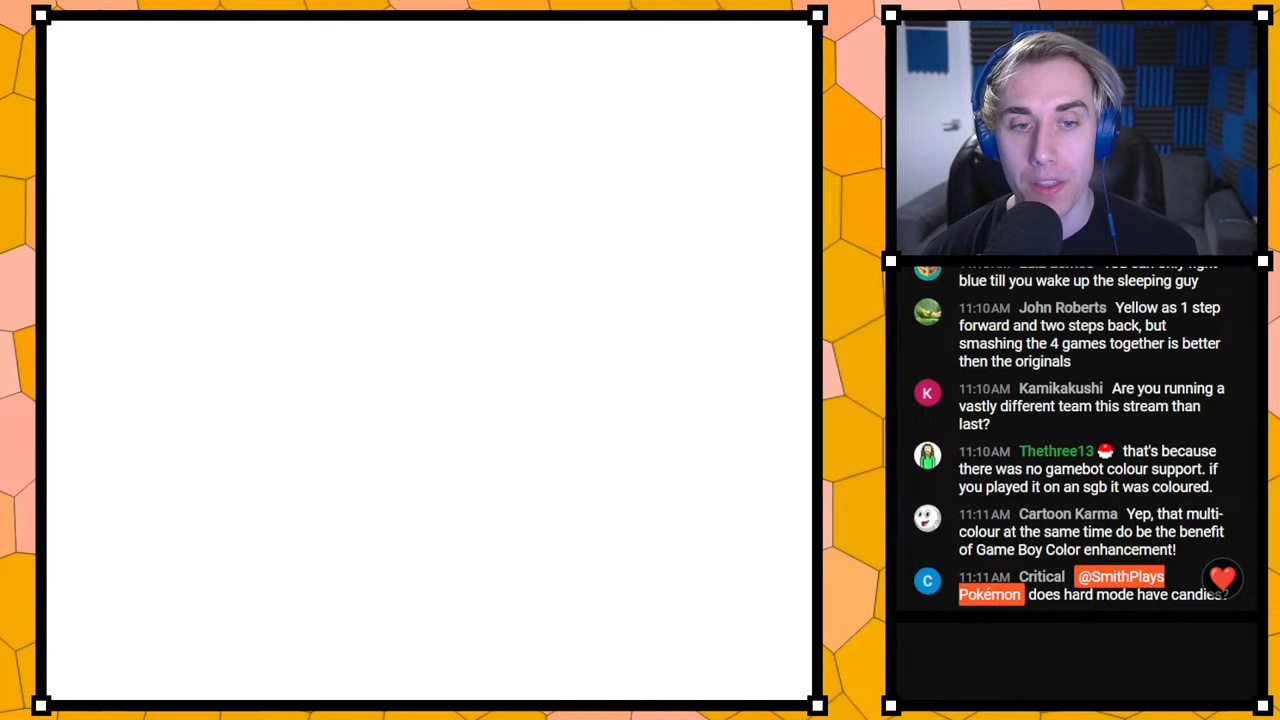 blue till you wake up the sleeping guy
11:10AM John Roberts Yellow as 1 step
forward and two steps back, but
smashing the 4 games together is better
then the originals
K 11:10AM Kamikakushi Are you running a
vastly different team this stream than
last?
11:10AM Thethree13 that's because
there was no gamebot colour support. if
you played it on an sgb it was coloured.
11:11AM Cartoon Karma Yep, that multi-
colour at the same time do be the benefit
of Game Boy Color enhancement!
C 11:11AM Critical @SmithPlays
Pokémon does hard mode have candies?